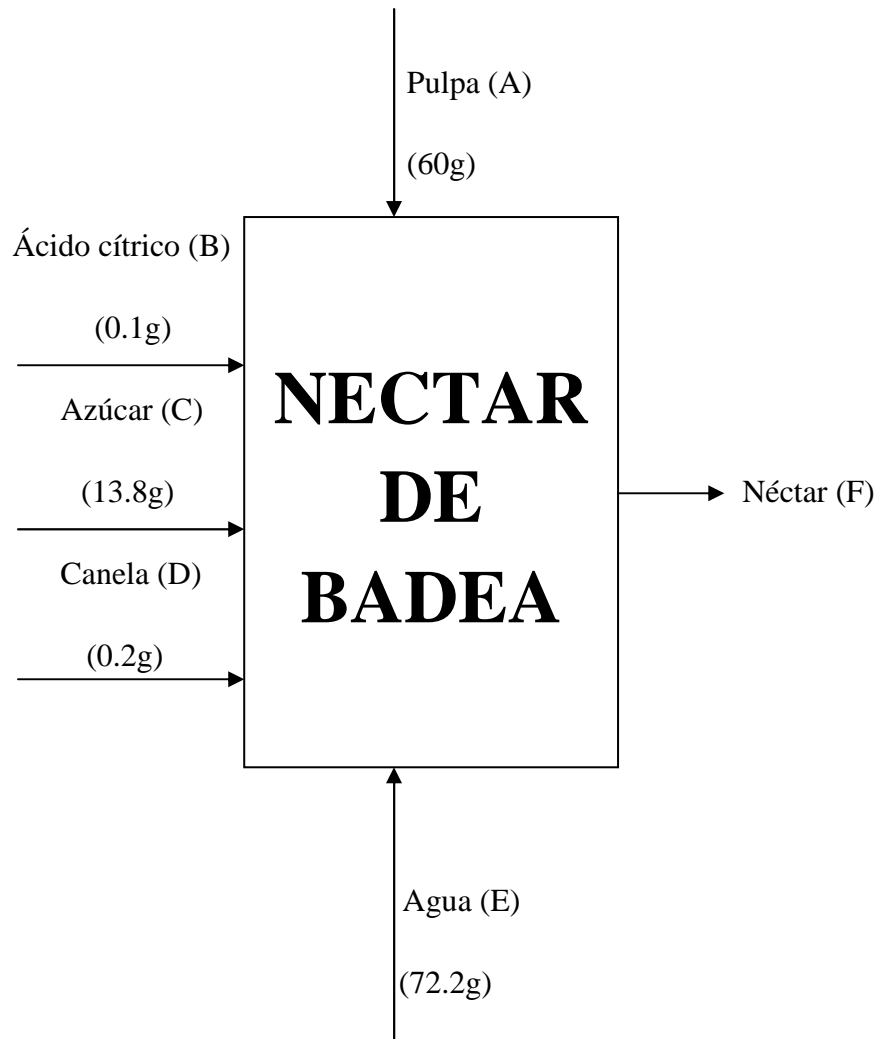 Pulpa (A)
(60g)
Ácido cítrico (B)
(0.1g)
Azúcar (C)
(13.8g)
Canela (D)
(0.2g)
NECTAR
DE
BADEA
Néctar (F)
Agua (E)
(72.2g)